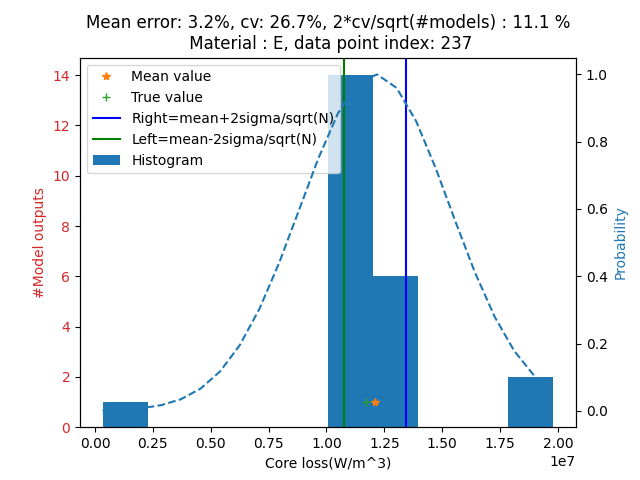 Mean error: 3.2%, cv: 26.7%, 2*cv/sqrt(#models) : 11.1 %
Material : E, data point index: 237
Mean value
True value
Right=mean+2sigma/sqrt(N)
Left=mean-2sigma/sqrt(N)
Histogram
#Model outputs
14
12
10
8
6
4
2
0
1.0
0.8
0.6
0.4
0.2
0.0
Probability
0.00 0.25 0.50 0.75 1.00 1.25 1.50 1.75 2.00
1e7
Core loss(W/m^3)